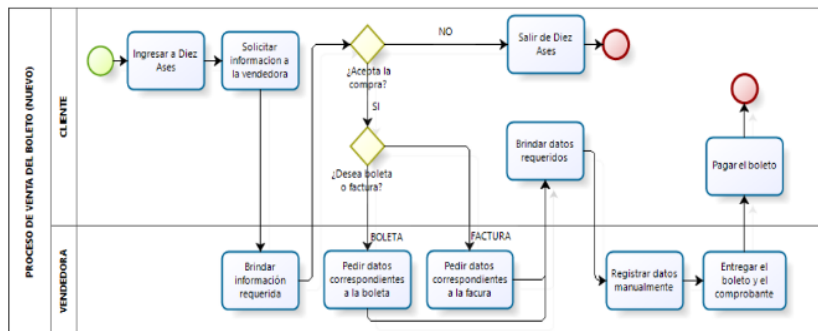 PROCESO DE VENTA DEL BOLETO (NUEVO)
CLIENTE
Ingresar a Diez
Ases
Solicitar
informacion a
la vendedora
¿Acepta la
compra?
NO
Salir de Diez
Ases
SI
¿Desea boleta
o factura?
Brindar datos
requeridos
Pagar el boleto
VENDEDORA
Brindar
información
requerida
BOLETA
Pedir datos
correspondientes
a la boleta
FACTURA
Pedir datos
correspondientes
a la facura
Registrar datos
manualmente
Entregar el
boleto y el
comprobante